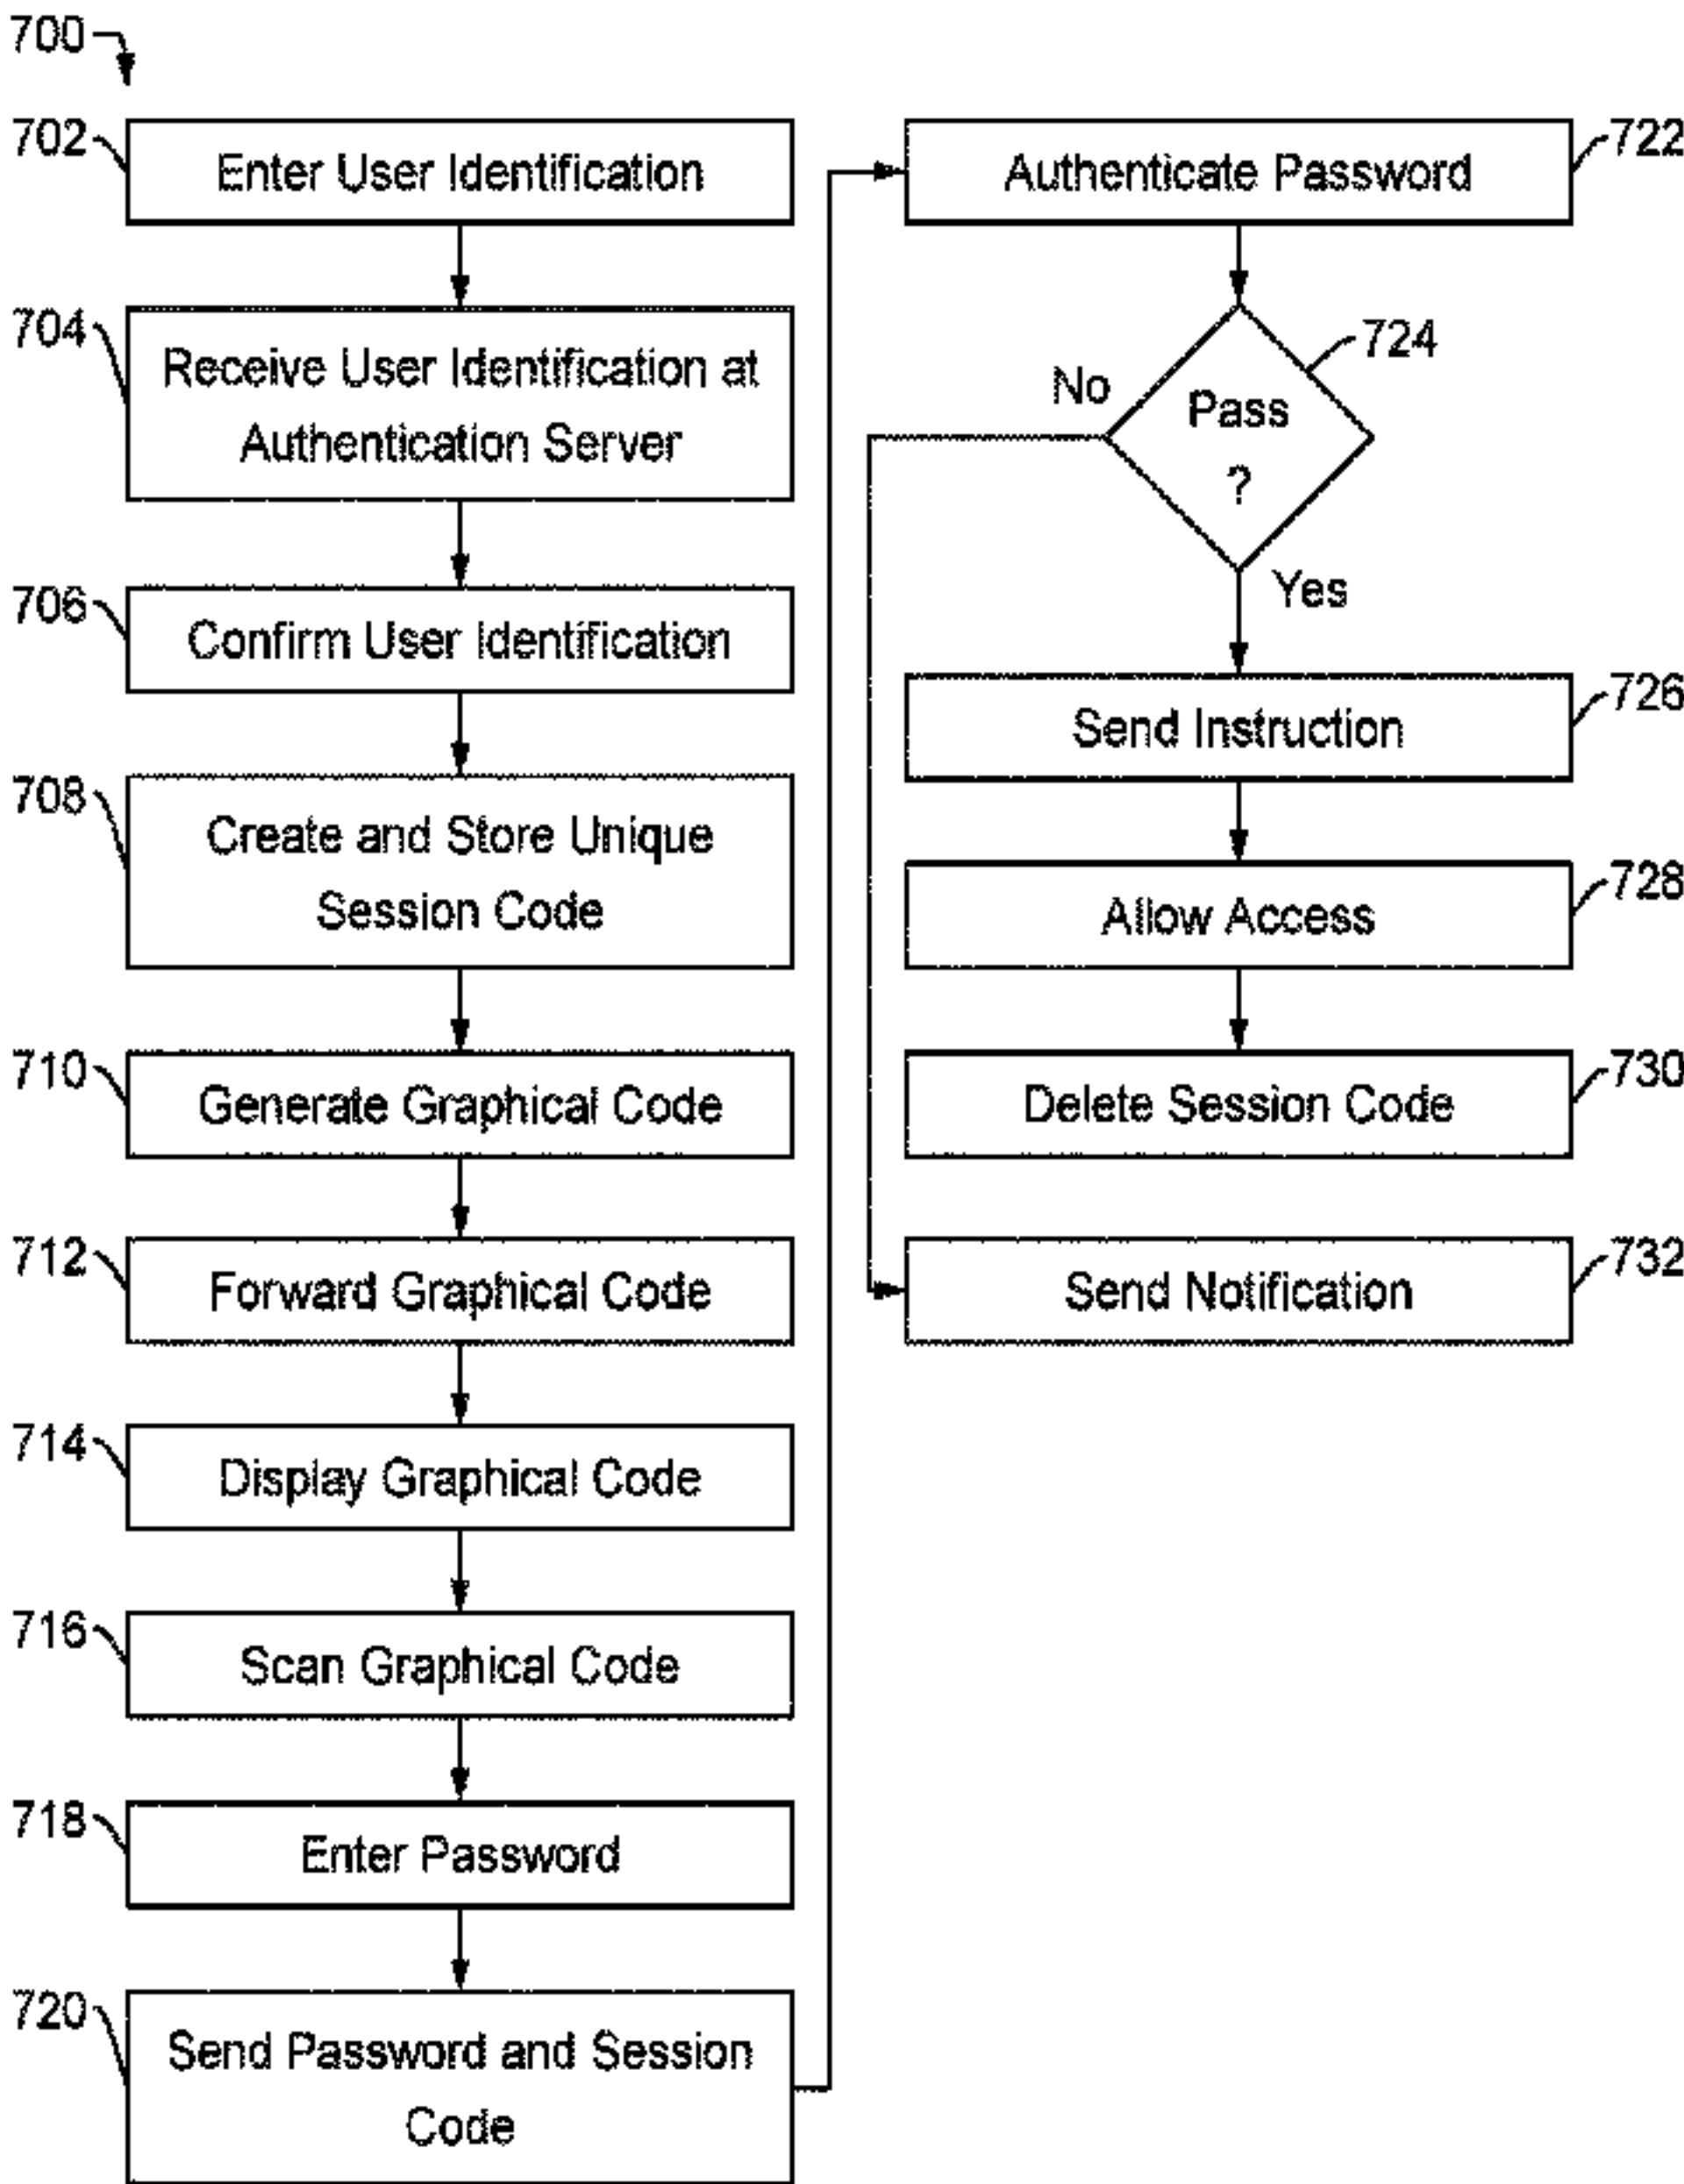 700
702
Enter User Identification
704
Receive User Identification at
Authentication Server
706
Confirm User Identification
708
Create and Store Unique
Session Code
710
Generate Graphical Code
712
Forward Graphical Code
714
Display Graphical Code
716
Scan Graphical Code
718
Enter Password
720
Send Password and Session
Code
722
Authenticate Password
724
Pass
?
No
Yes
726
Send Instruction
728
Allow Access
730
Delete Session Code
732
Send Notification